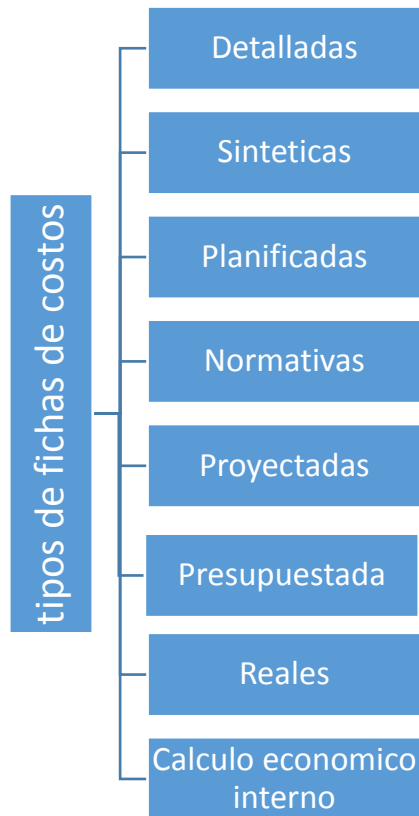 tipos de fichas de costos
Detalladas
Sinteticas
Planificadas
Normativas
Proyectadas
Presupuestada
Reales
Calculo economico
interno